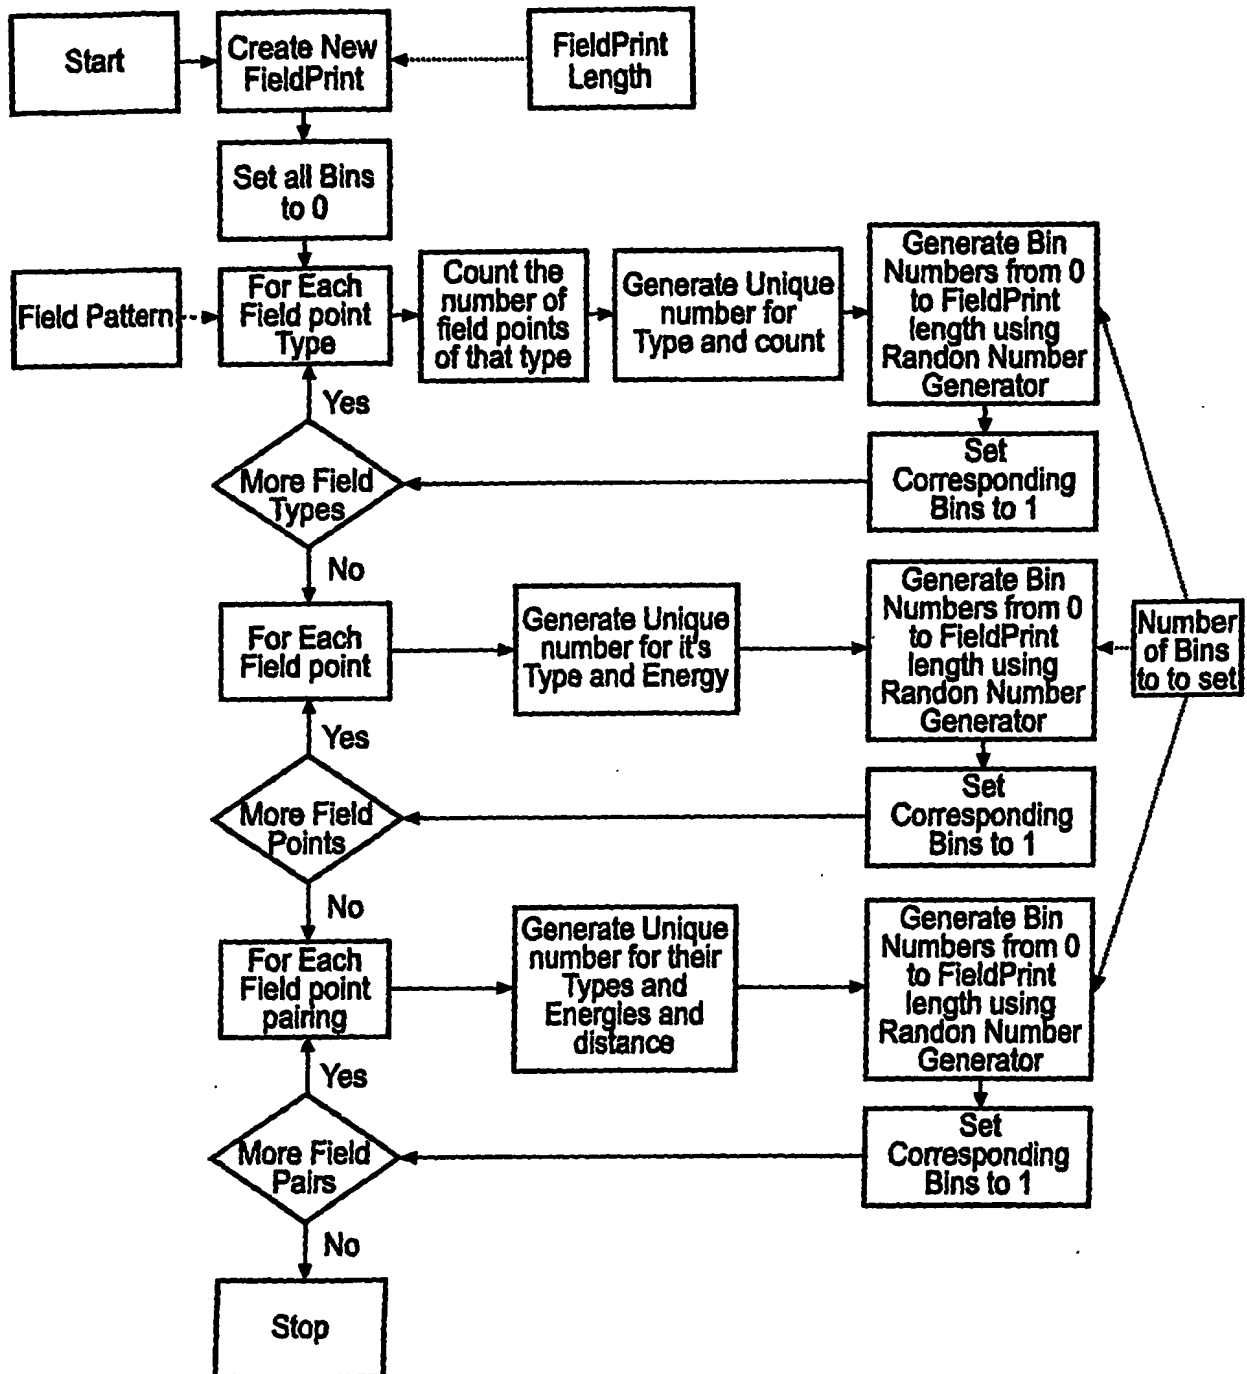 Start
Create New
FieldPrint
FieldPrint
Length
Set all Bins
to 0
Field Pattern
For Each
Field point
Type
Count the
number of
field points
of that type
Generate Unique
number for
Type and count
Generate Bin
Numbers from 0
to FieldPrint
length using
Randon Number
Generator
Yes
More Field
Types
Set
Corresponding
Bins to 1
No
For Each
Field point
Generate Unique
number for it's
Type and Energy
Generate Bin
Numbers from 0
to FieldPrint
length using
Randon Number
Generator
Number
of Bins
to to set
Yes
More Field
Points
Set
Corresponding
Bins to 1
No
For Each
Field point
pairing
Generate Unique
number for their
Types and
Energies and
distance
Generate Bin
Numbers from 0
to FieldPrint
length using
Randon Number
Generator
Yes
More Field
Pairs
Set
Corresponding
Bins to 1
No
Stop